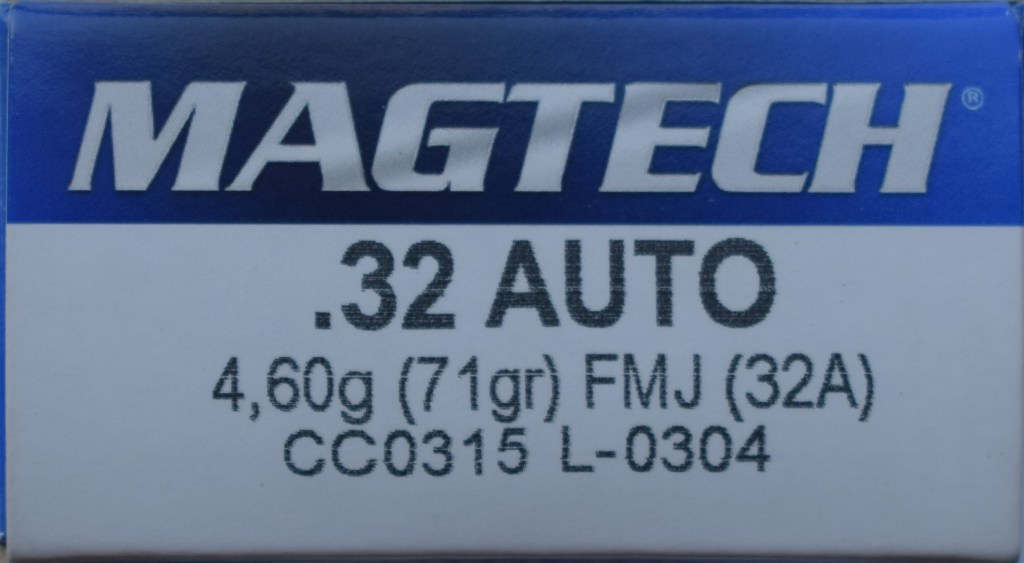 MAGTECH®
.32 AUTO
4,60g (71gr) FMJ (32A)
CC0315 L-0304